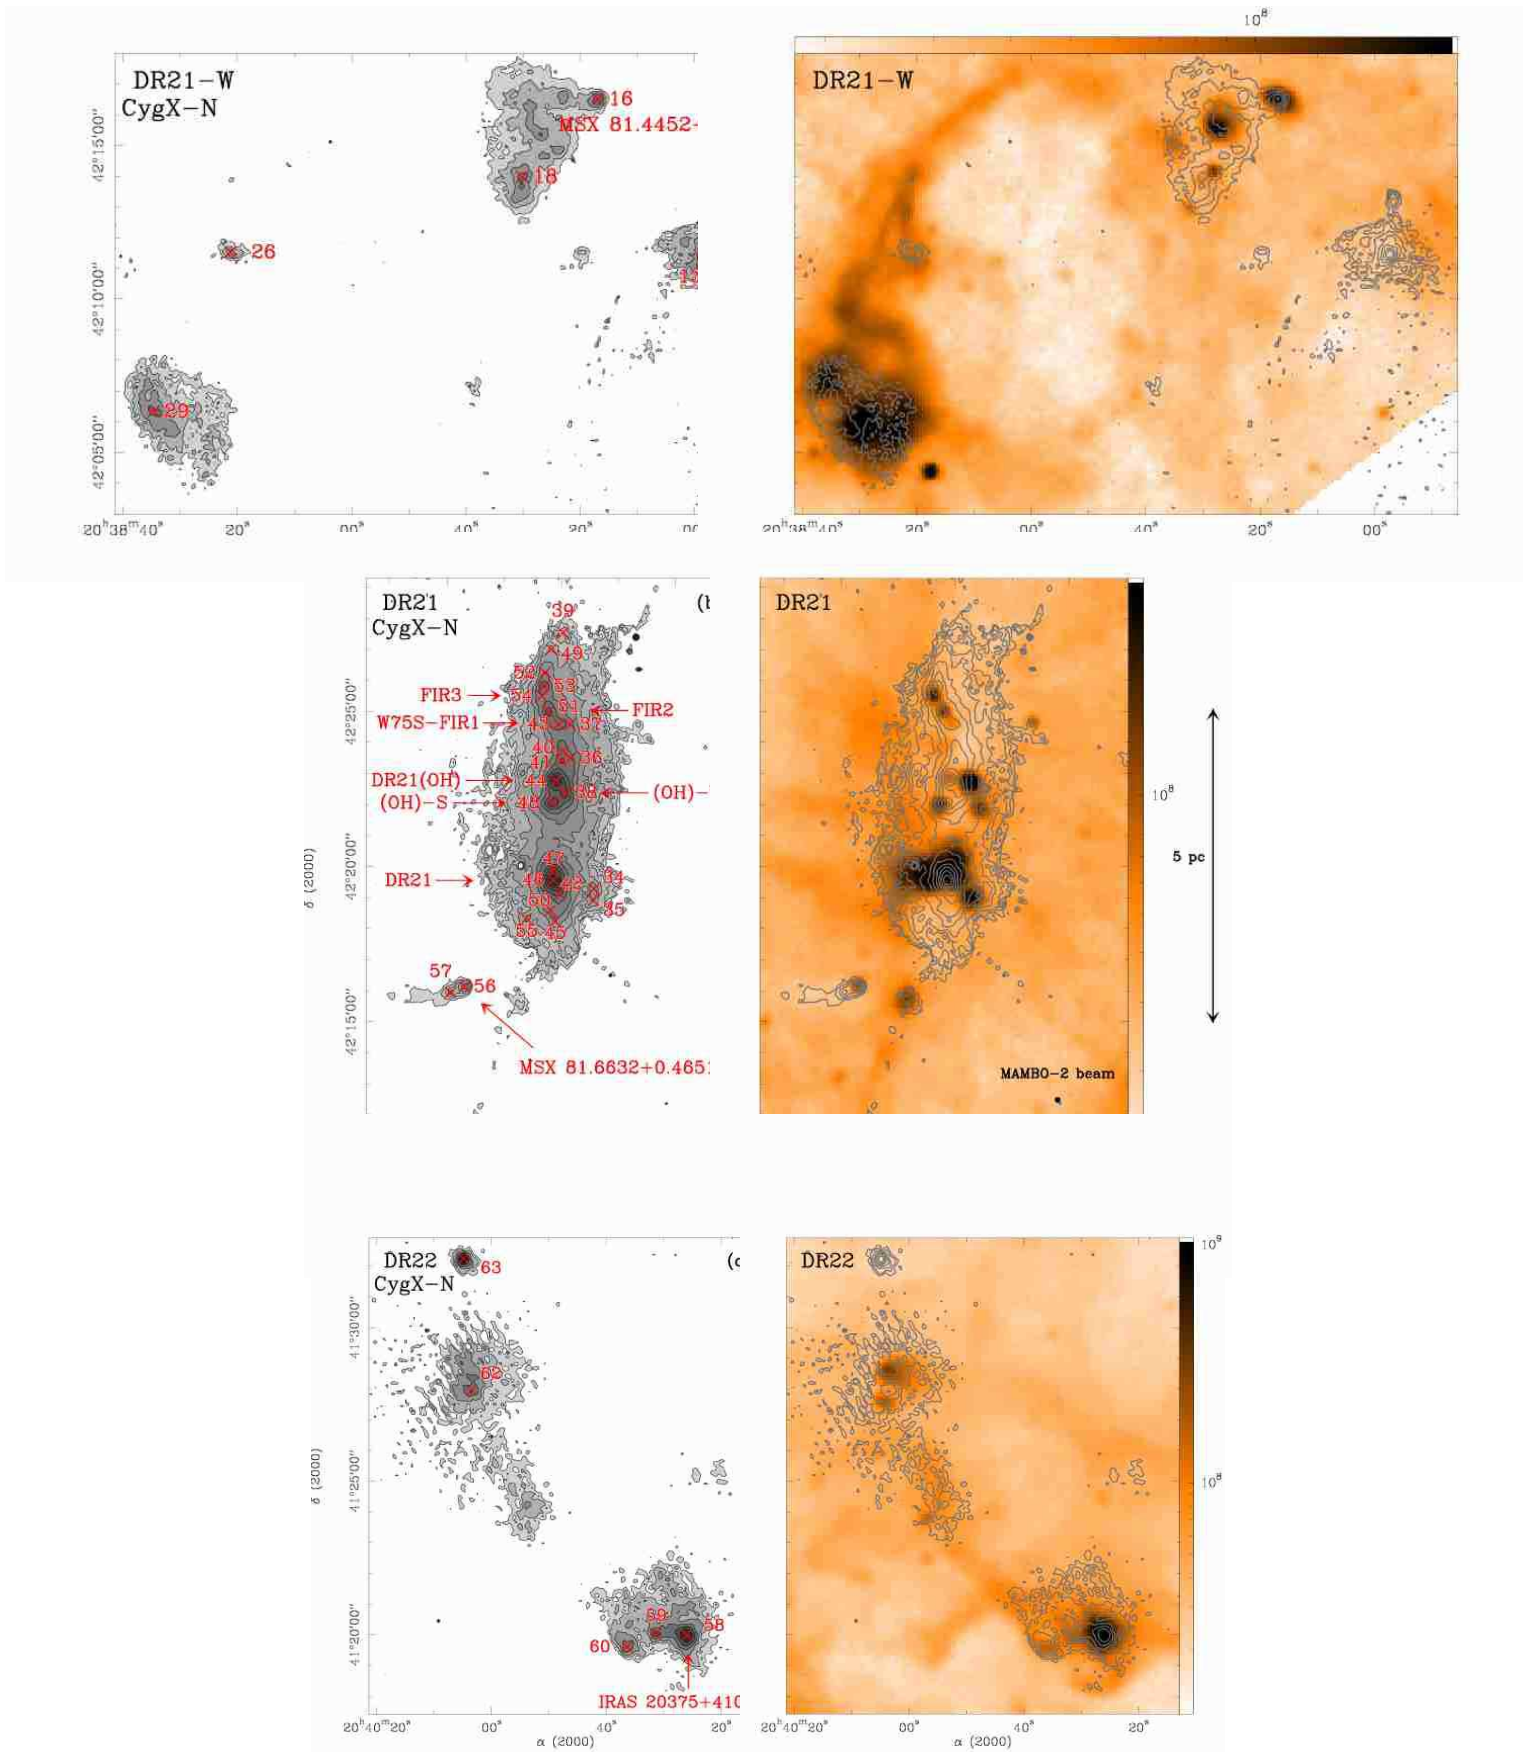 10⁸
DR21-W
CygX-N
16
MSX 81.4452-
18
26
29
42°15'00"
42°10'00"
42°05'00"
20ʰ38ᵐ40ˢ
20ˢ
00ˢ
40ˢ
20ˢ
DR21-W
20ʰ38ᵐ40ˢ
20ˢ
00ˢ
40ˢ
20ˢ
00ˢ
DR21
CygX-N
(b
39
49
52
53
FIR3
54
51
FIR2
W75S-FIR1
43
37
40
41
36
DR21(OH)
44
(OH)-S
48
38
(OH)-
47
DR21
46
42
34
50
35
55
45
57
56
MSX 81.6632+0.4651
42°25'00"
42°20'00"
42°15'00"
δ (2000)
DR21
MAMBO-2 beam
10⁸
5 pc
DR22
CygX-N
(c
63
62
59
58
60
IRAS 20375+410
41°30'00"
41°25'00"
41°20'00"
δ (2000)
20ʰ40ᵐ20ˢ
00ˢ
40ˢ
20ˢ
α (2000)
DR22
10⁹
10⁸
20ʰ40ᵐ20ˢ
00ˢ
40ˢ
20ˢ
α (2000)